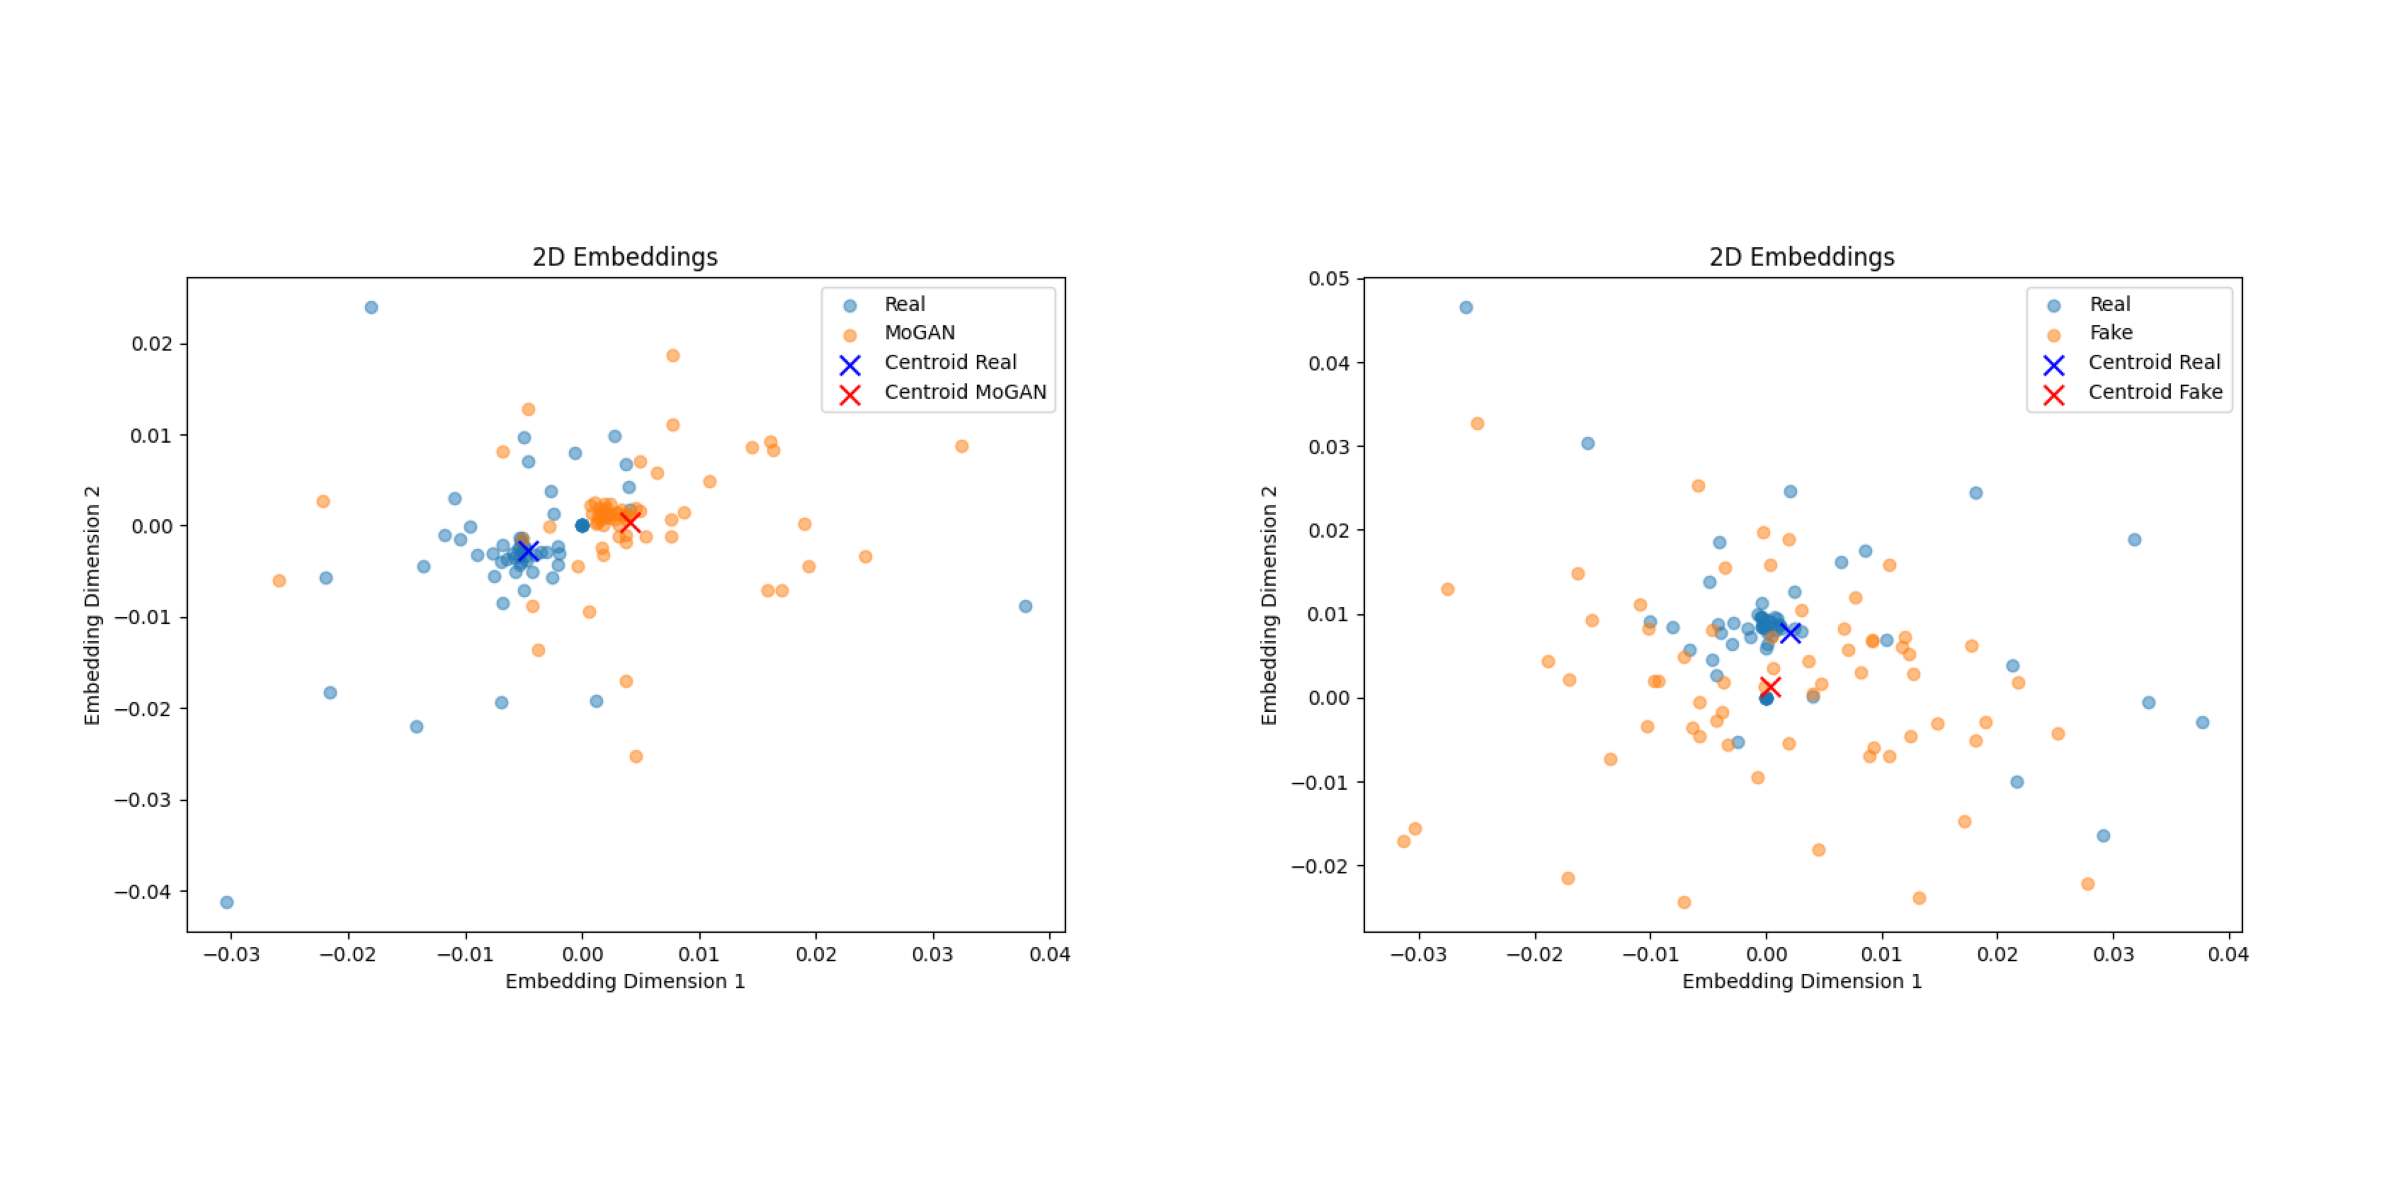 2D Embeddings
Real
MoGAN
Centroid Real
Centroid MoGAN
0.02
0.01
0.00
−0.01
−0.02
−0.03
−0.04
Embedding Dimension 2
−0.03 −0.02 −0.01 0.00 0.01 0.02 0.03 0.04
Embedding Dimension 1
2D Embeddings
Real
Fake
Centroid Real
Centroid Fake
0.05
0.04
0.03
0.02
0.01
0.00
−0.01
−0.02
Embedding Dimension 2
−0.03 −0.02 −0.01 0.00 0.01 0.02 0.03 0.04
Embedding Dimension 1